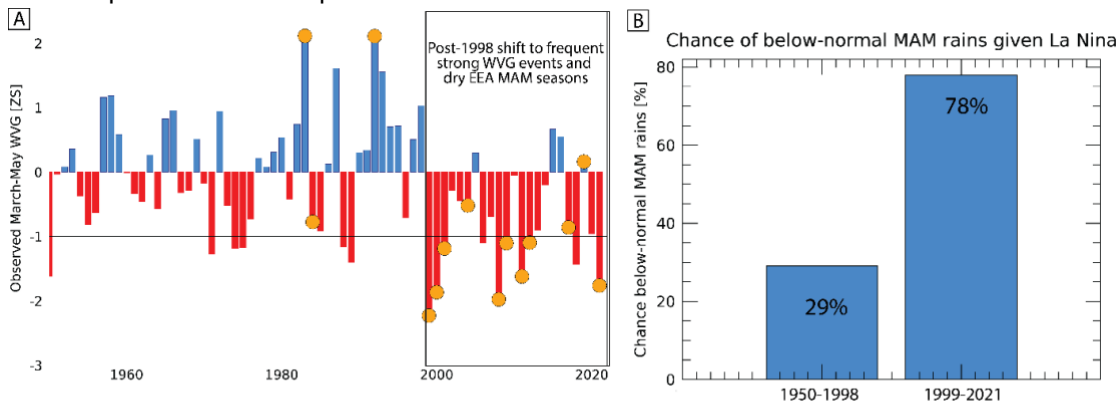 A
Observed March-May WVG [ZS]
2
1
0
-1
-2
-3
Post-1998 shift to frequent
strong WVG events and
dry EEA MAM seasons
1960
1980
2000
2020
B
Chance of below-normal MAM rains given La Nina
Chance below-normal MAM rains [%]
80
60
40
20
0
29%
78%
1950-1998
1999-2021